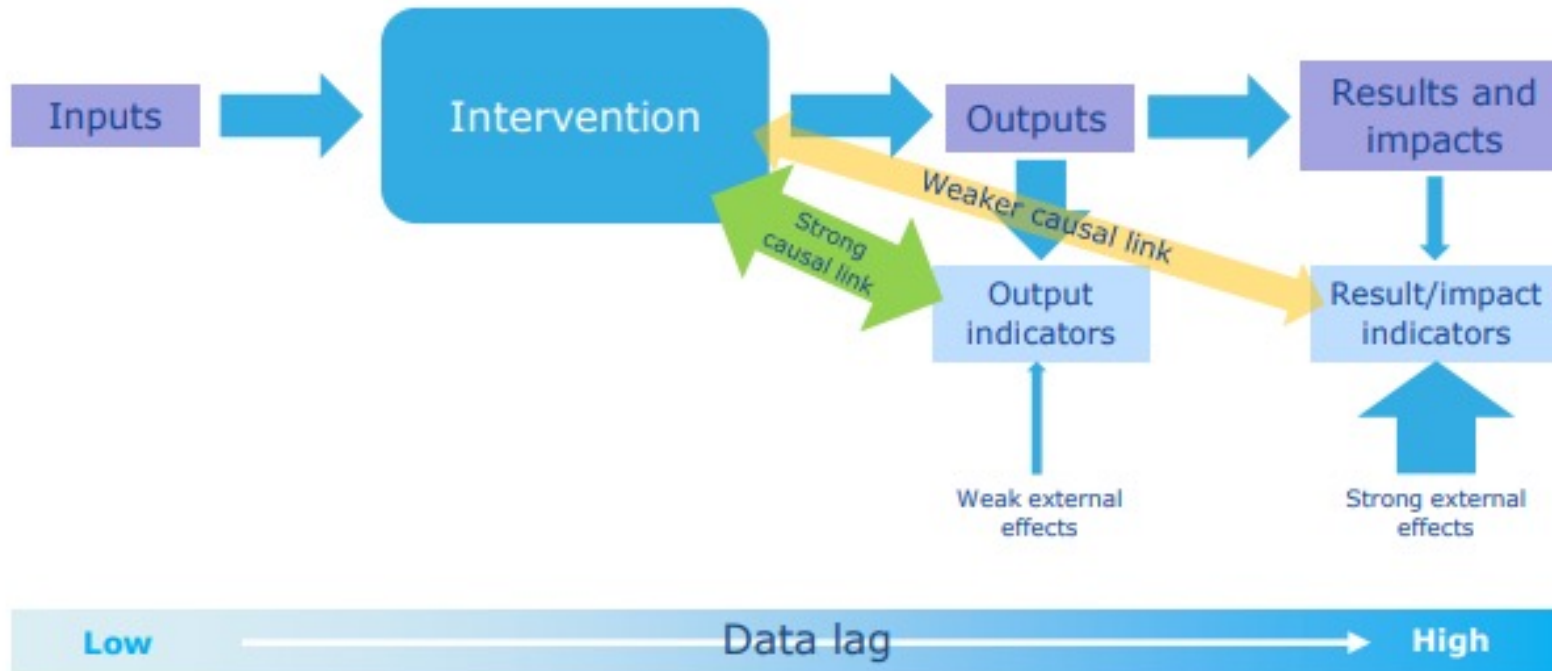 Inputs
Intervention
Outputs
Results and
impacts
Weaker causal link
Strong
causal link
Output
indicators
Result/impact
indicators
Weak external
effects
Strong external
effects
Low
Data lag
High